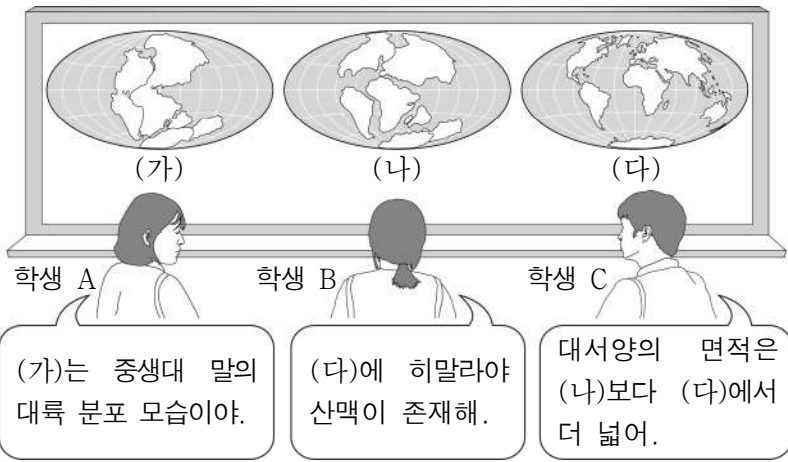 (가)
(나)
(다)
학생 A
학생 B
학생 C
(가)는 중생대 말의
대륙 분포 모습이야.
(다)에 히말라야
산맥이 존재해.
대서양의 면적은
(나)보다 (다)에서
더 넓어.